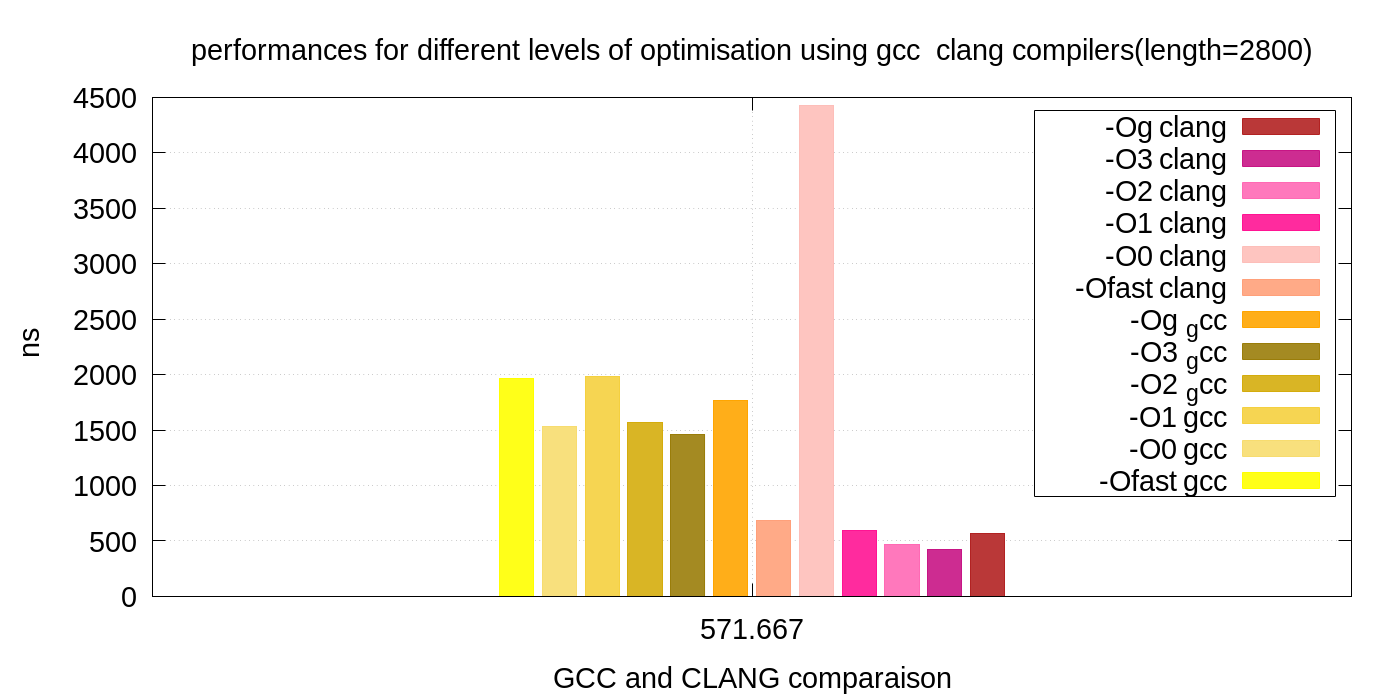 performances for different levels of optimisation using gcc  clang compilers(length=2800)
4500
4000
3500
3000
2500
2000
1500
1000
500
0
ns
-Og clang
-O3 clang
-O2 clang
-O1 clang
-O0 clang
-Ofast clang
-Og gcc
-O3 gcc
-O2 gcc
-O1 gcc
-O0 gcc
-Ofast gcc
571.667
GCC and CLANG comparaison